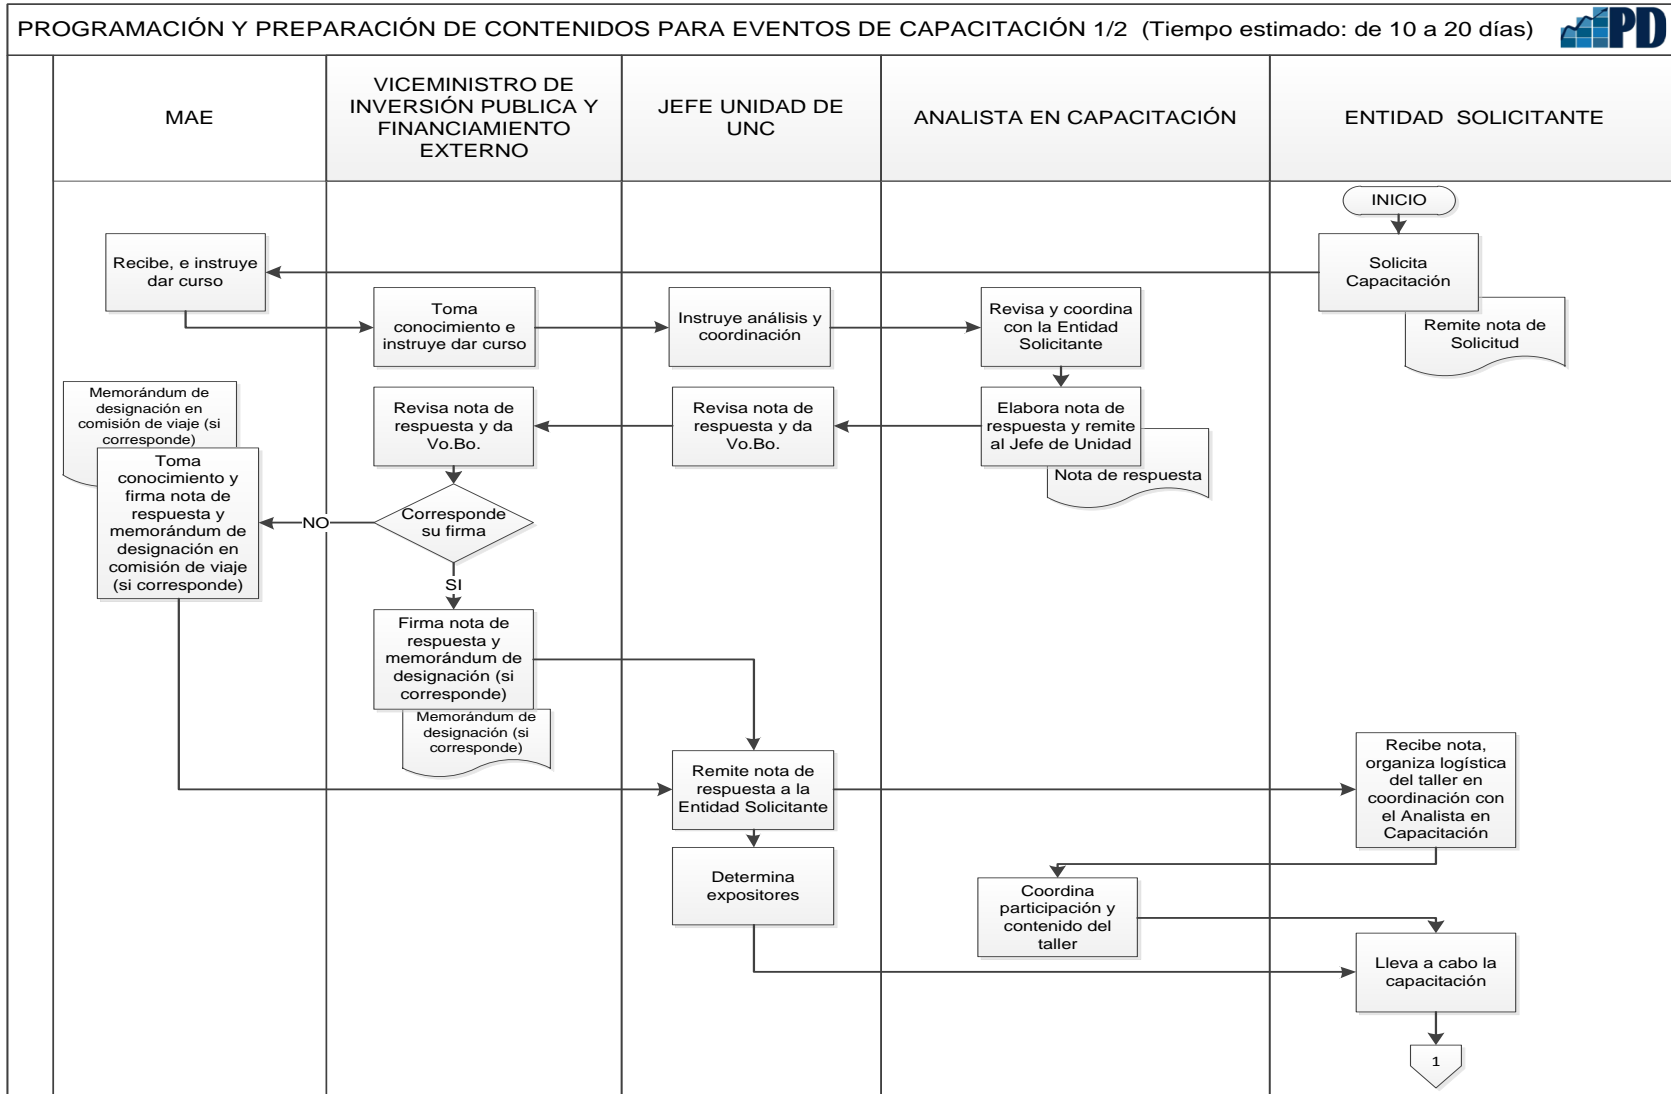 PROGRAMACIÓN Y PREPARACIÓN DE CONTENIDOS PARA EVENTOS DE CAPACITACIÓN 1/2 (Tiempo estimado: de 10 a 20 días)
PD
MAE
VICEMINISTRO DE
INVERSIÓN PUBLICA Y
FINANCIAMIENTO
EXTERNO
JEFE UNIDAD DE
UNC
ANALISTA EN CAPACITACIÓN
ENTIDAD SOLICITANTE
INICIO
Solicita
Capacitación
Remite nota de
Solicitud
Recibe, e instruye
dar curso
Toma
conocimiento e
instruye dar curso
Instruye análisis y
coordinación
Revisa y coordina
con la Entidad
Solicitante
Elabora nota de
respuesta y remite
al Jefe de Unidad
Nota de respuesta
Revisa nota de
respuesta y da
Vo.Bo.
Revisa nota de
respuesta y da
Vo.Bo.
Corresponde
su firma
NO
SI
Memorándum de
designación en
comisión de viaje (si
corresponde)
Toma
conocimiento y
firma nota de
respuesta y
memorándum de
designación en
comisión de viaje
(si corresponde)
Firma nota de
respuesta y
memorándum de
designación (si
corresponde)
Memorándum de
designación (si
corresponde)
Remite nota de
respuesta a la
Entidad Solicitante
Recibe nota,
organiza logística
del taller en
coordinación con
el Analista en
Capacitación
Determina
expositores
Coordina
participación y
contenido del
taller
Lleva a cabo la
capacitación
1